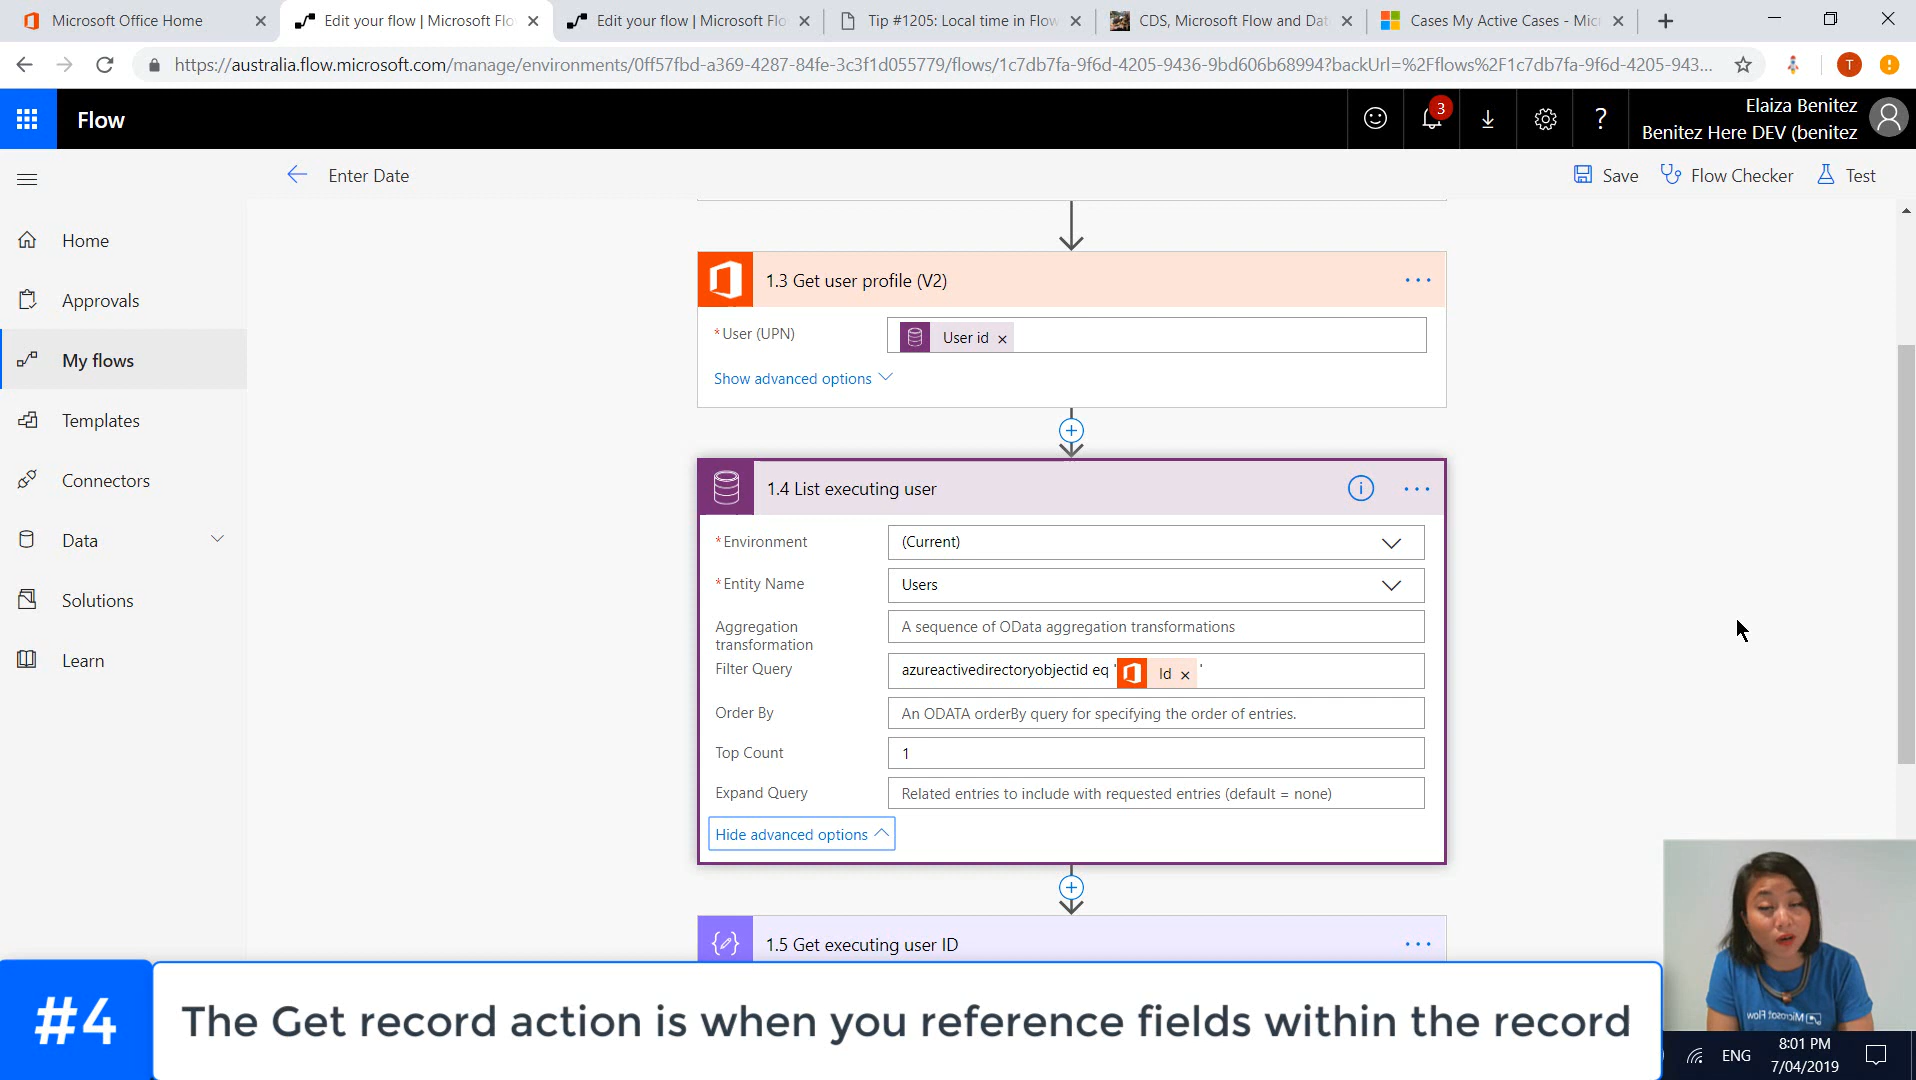 Microsoft Office Home
Edit your flow | Microsoft Flo
Edit your flow | Microsoft Flo
Tip #1205: Local time in Flow
CDS, Microsoft Flow and Dat
Cases My Active Cases - Mic
https://australia.flow.microsoft.com/manage/environments/0ff57fbd-a369-4287-84fe-3c3f1d055779/flows/1c7db7fa-9f6d-4205-9436-9bd606b68994?backUrl=%2Fflows%2F1c7db7fa-9f6d-4205-943...
T
Flow
3
?
Elaiza Benitez
Benitez Here DEV (benitez
Enter Date
Save
Flow Checker
Test
Home
Approvals
My flows
Templates
Connectors
Data
Solutions
Learn
1.3 Get user profile (V2)
* User (UPN)
User id
Show advanced options
1.4 List executing user
* Environment
(Current)
* Entity Name
Users
Aggregation
transformation
A sequence of OData aggregation transformations
Filter Query
azureactivedirectoryobjectid eq ' Id '
Order By
An ODATA orderBy query for specifying the order of entries.
Top Count
1
Expand Query
Related entries to include with requested entries (default = none)
Hide advanced options
1.5 Get executing user ID
#4
The Get record action is when you reference fields within the record
Microsoft Flow
ENG
8:01 PM
7/04/2019